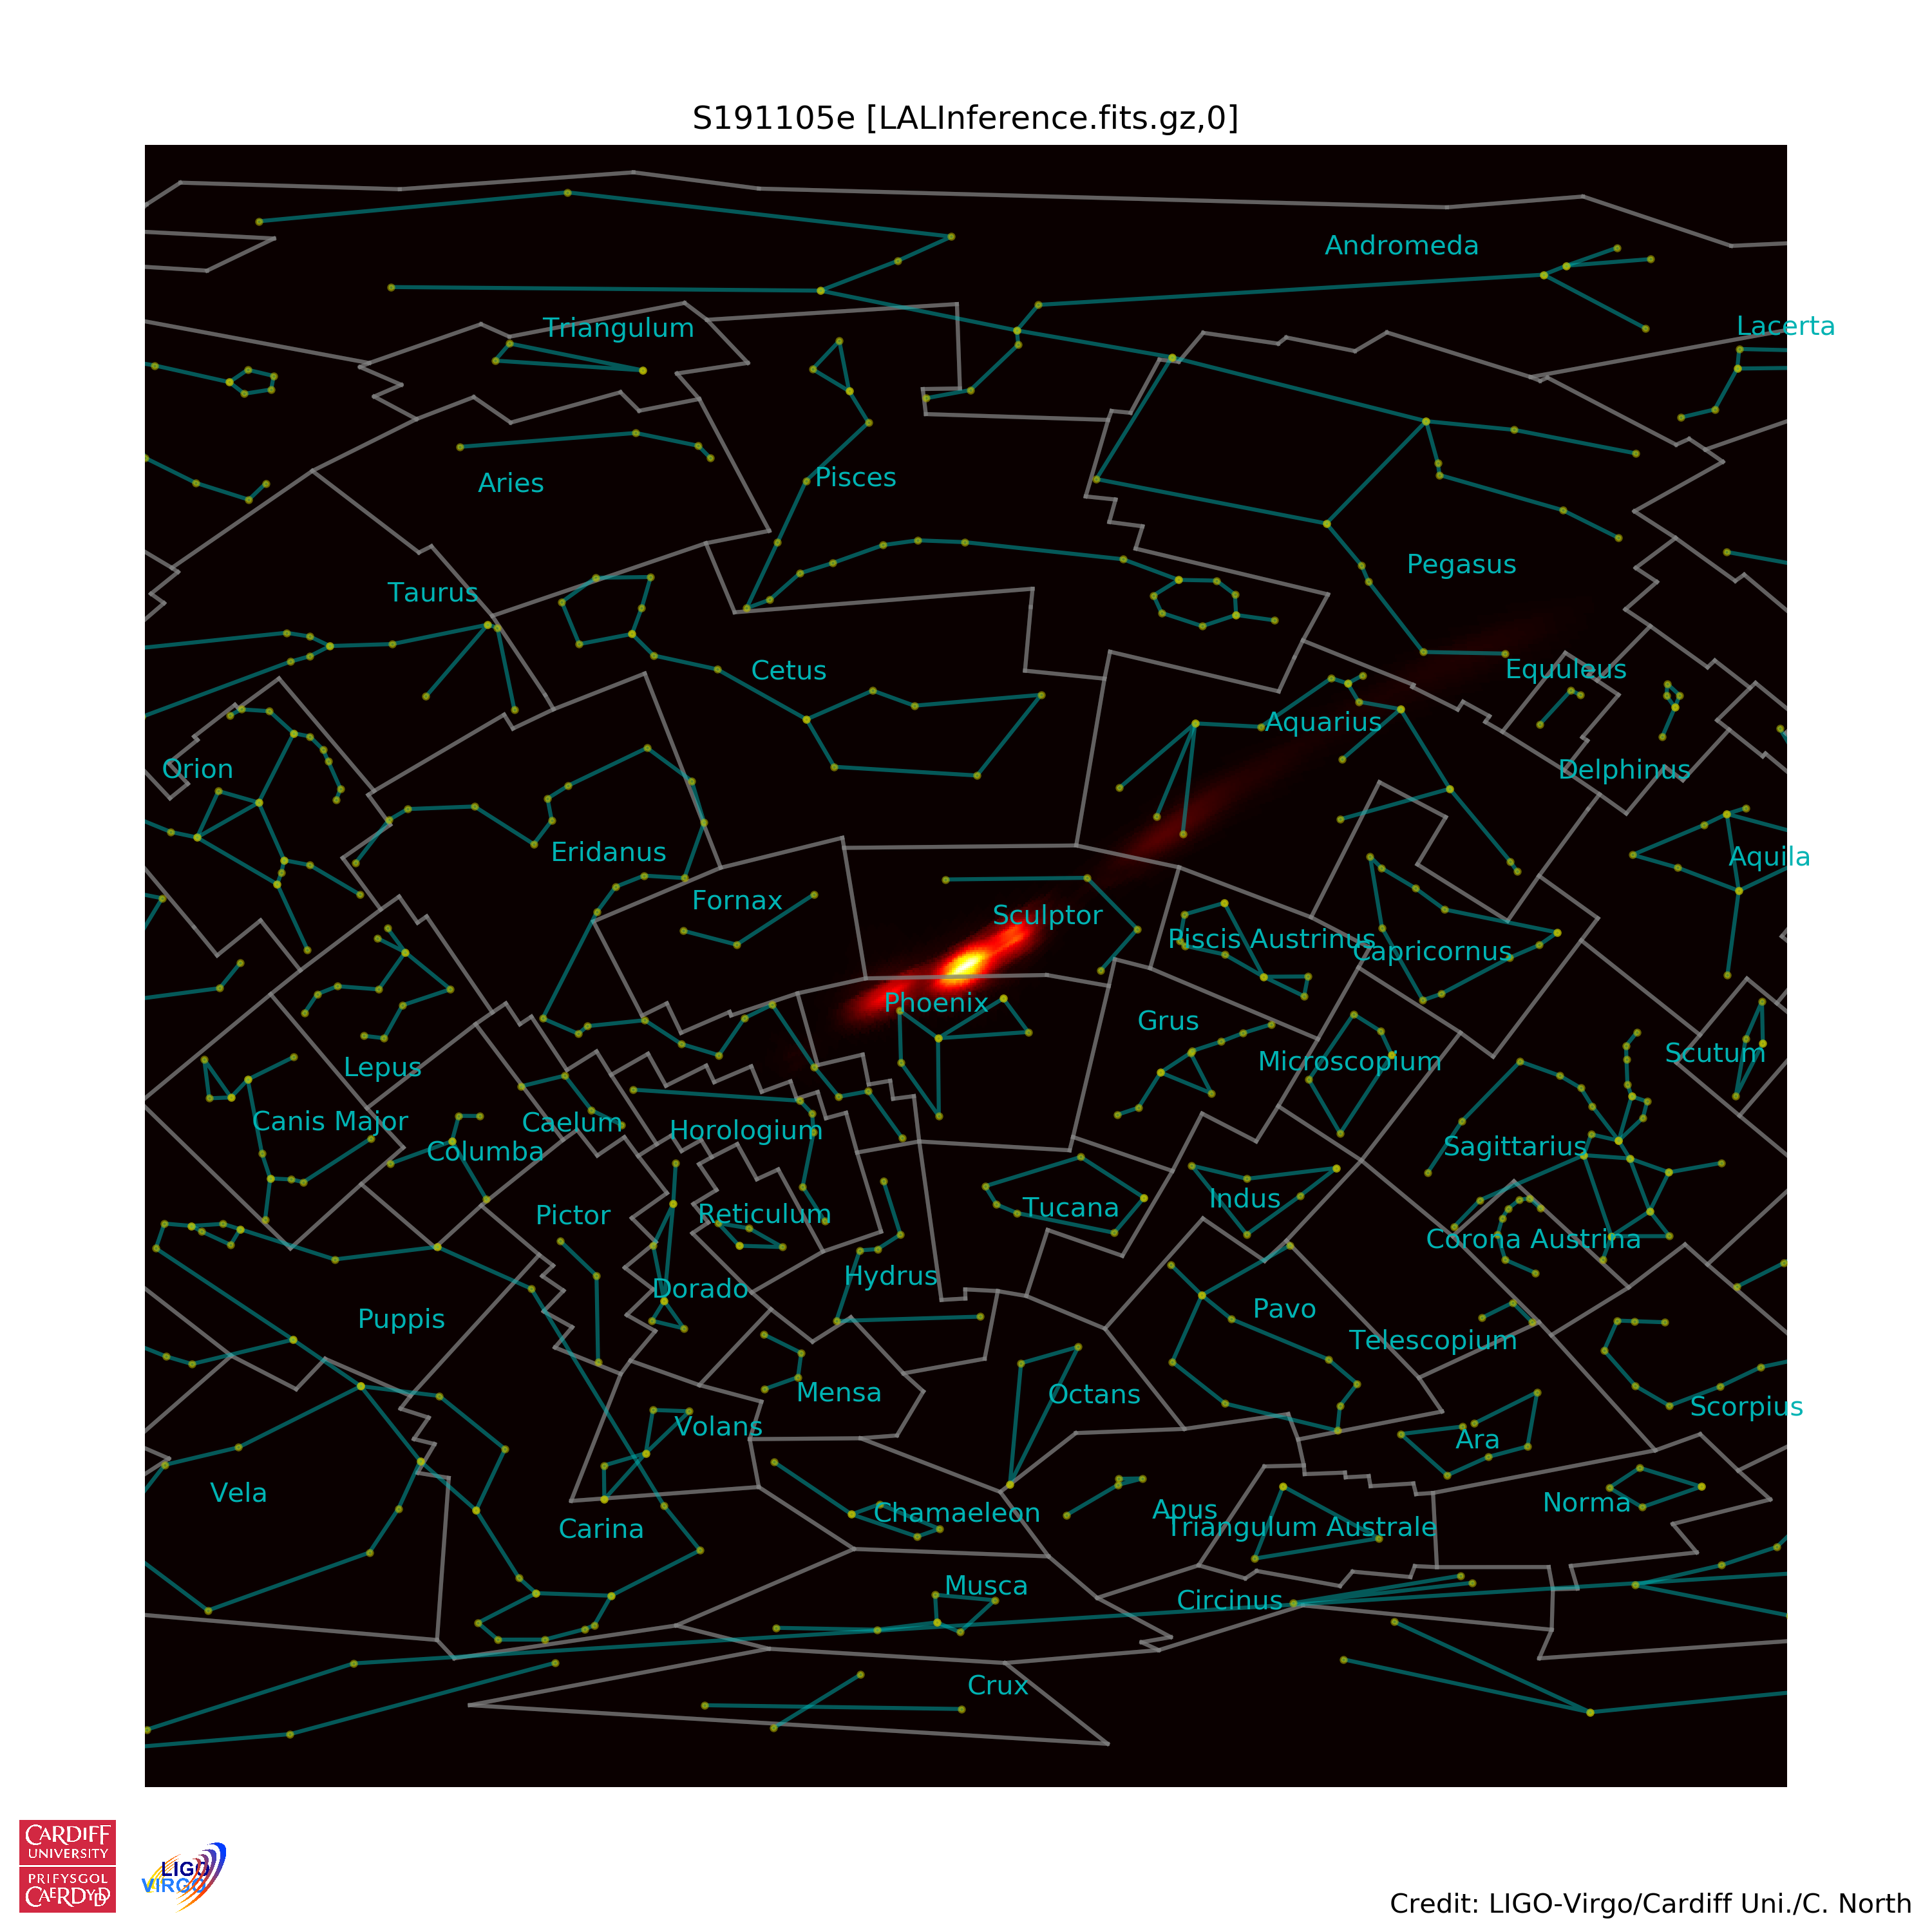 S191105e [LALInference.fits.gz,0]
Andromeda
Triangulum
Lacerta
Aries
Pisces
Pegasus
Taurus
Cetus
Equuleus
Aquarius
Orion
Delphinus
Eridanus
Aquila
Fornax
Sculptor
Piscis Austrinus
Capricornus
Phoenix
Grus
Microscopium
Scutum
Lepus
Canis Major
Columba
Caelum
Horologium
Sagittarius
Pictor
Reticulum
Tucana
Indus
Corona Austrina
Hydrus
Dorado
Puppis
Pavo
Telescopium
Mensa
Octans
Volans
Scorpius
Ara
Vela
Carina
Chamaeleon
Apus
Triangulum Australe
Norma
Musca
Circinus
Crux
CARDIFF
UNIVERSITY
PRIFYSGOL
CAERDYDD
LIGO
VIRGO
Credit: LIGO-Virgo/Cardiff Uni./C. North